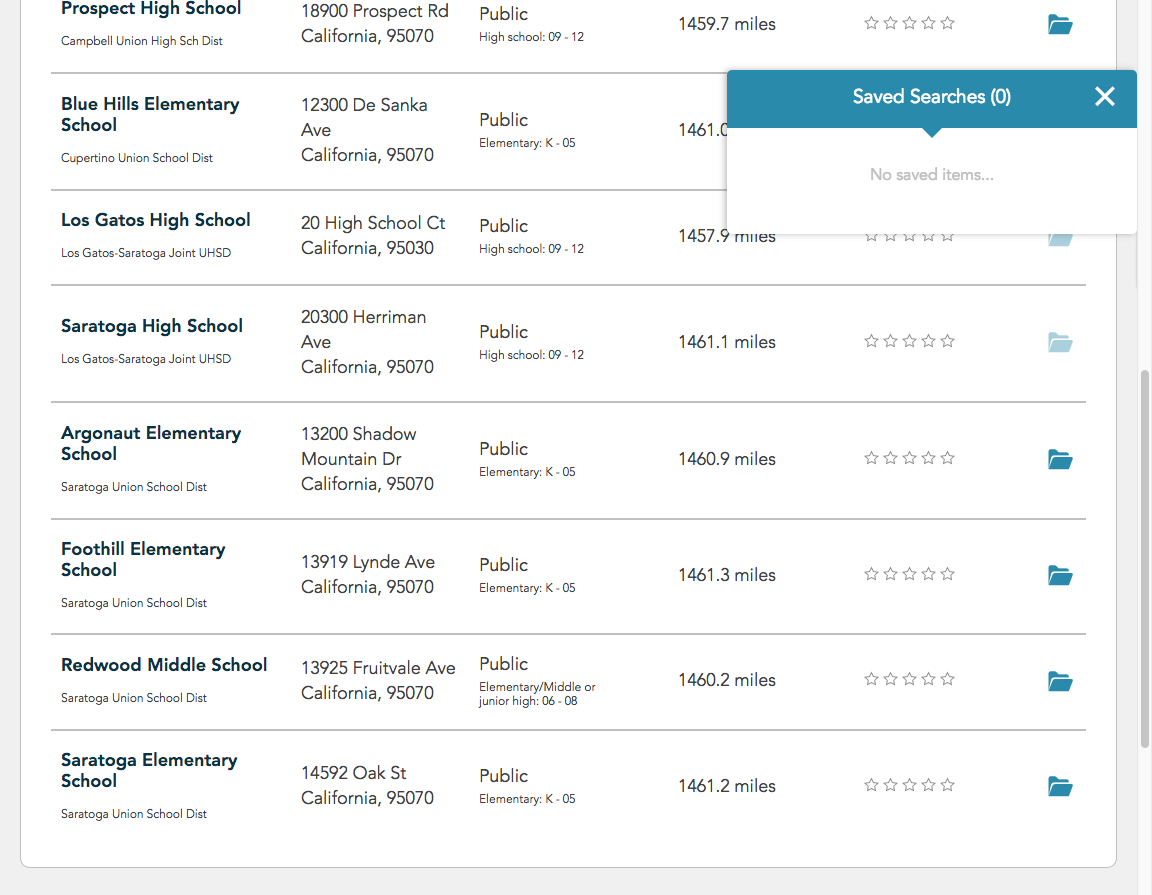 Prospect High School
Campbell Union High Sch Dist
18900 Prospect Rd
California, 95070
Public
High school: 09 - 12
1459.7 miles
Saved Searches (0)
No saved items...
Blue Hills Elementary
School
Cupertino Union School Dist
12300 De Sanka
Ave
California, 95070
Public
Elementary: K - 05
1461.0
Los Gatos High School
Los Gatos-Saratoga Joint UHSD
20 High School Ct
California, 95030
Public
High school: 09 - 12
1457.9 miles
Saratoga High School
Los Gatos-Saratoga Joint UHSD
20300 Herriman
Ave
California, 95070
Public
High school: 09 - 12
1461.1 miles
Argonaut Elementary
School
Saratoga Union School Dist
13200 Shadow
Mountain Dr
California, 95070
Public
Elementary: K - 05
1460.9 miles
Foothill Elementary
School
Saratoga Union School Dist
13919 Lynde Ave
California, 95070
Public
Elementary: K - 05
1461.3 miles
Redwood Middle School
Saratoga Union School Dist
13925 Fruitvale Ave
California, 95070
Public
Elementary/Middle or
junior high: 06 - 08
1460.2 miles
Saratoga Elementary
School
Saratoga Union School Dist
14592 Oak St
California, 95070
Public
Elementary: K - 05
1461.2 miles